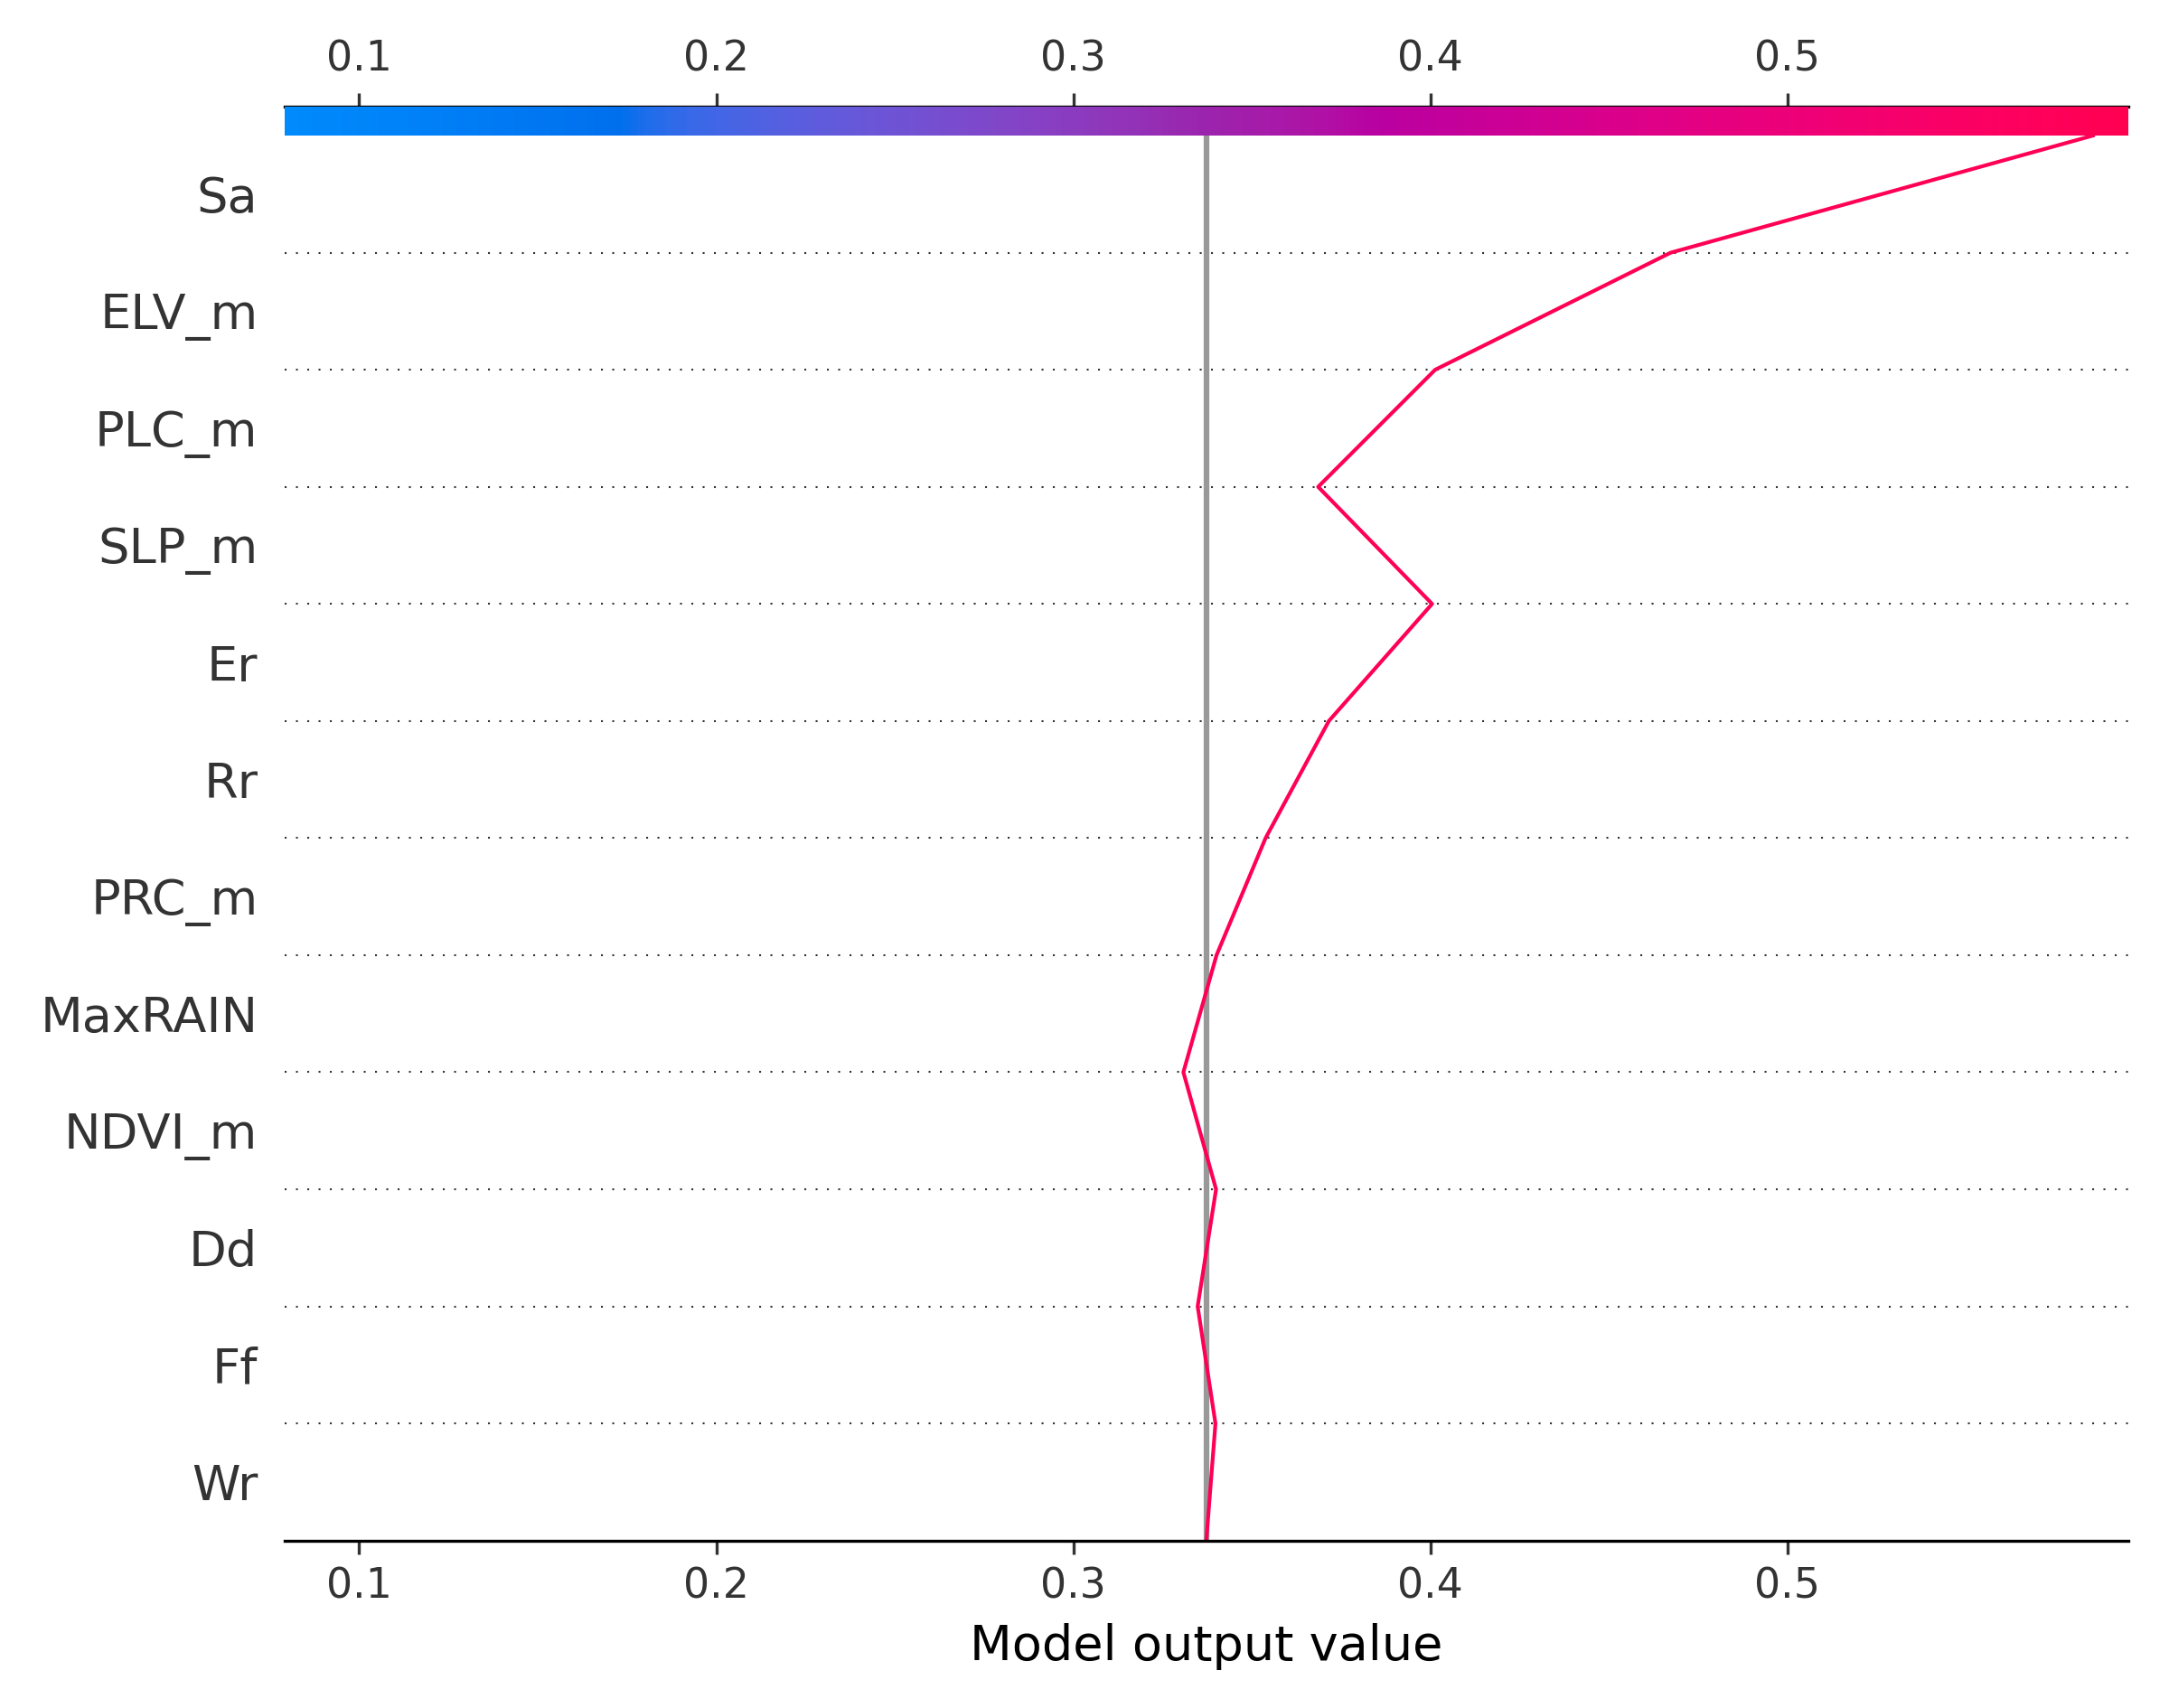 0.1 0.2 0.3 0.4 0.5
Sa
ELV_m
PLC_m
SLP_m
Er
Rr
PRC_m
MaxRAIN
NDVI_m
Dd
Ff
Wr
0.1 0.2 0.3 0.4 0.5
Model output value